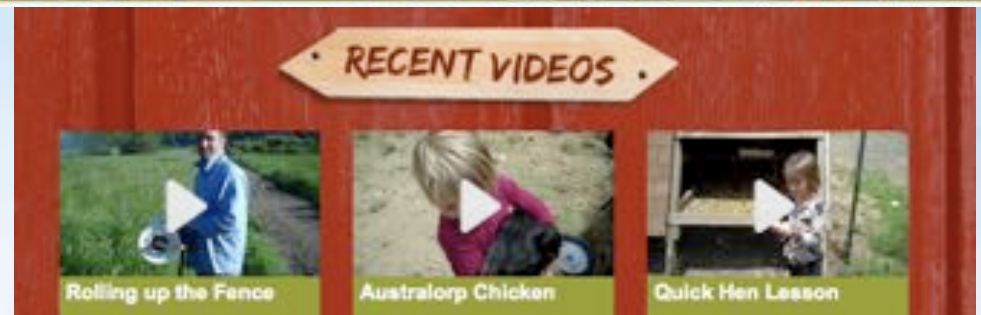 RECENT VIDEOS
Rolling up the Fence
Australorp Chicken
Quick Hen Lesson